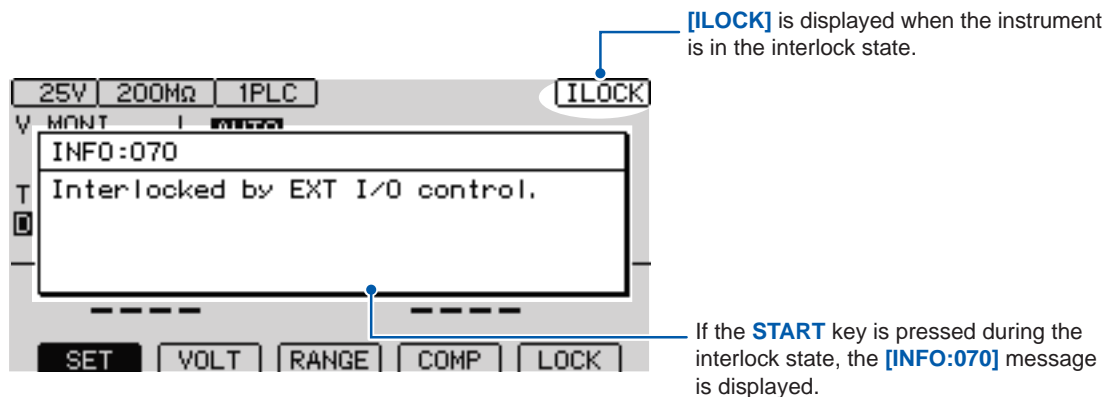 [ILOCK] is displayed when the instrument
is in the interlock state.
25V 200MΩ 1PLC ILOCK
V MONI I AUTO
INFO:070
T Interlocked by EXT I/O control.
---- ----
If the START key is pressed during the
interlock state, the [INFO:070] message
is displayed.
SET VOLT RANGE COMP LOCK